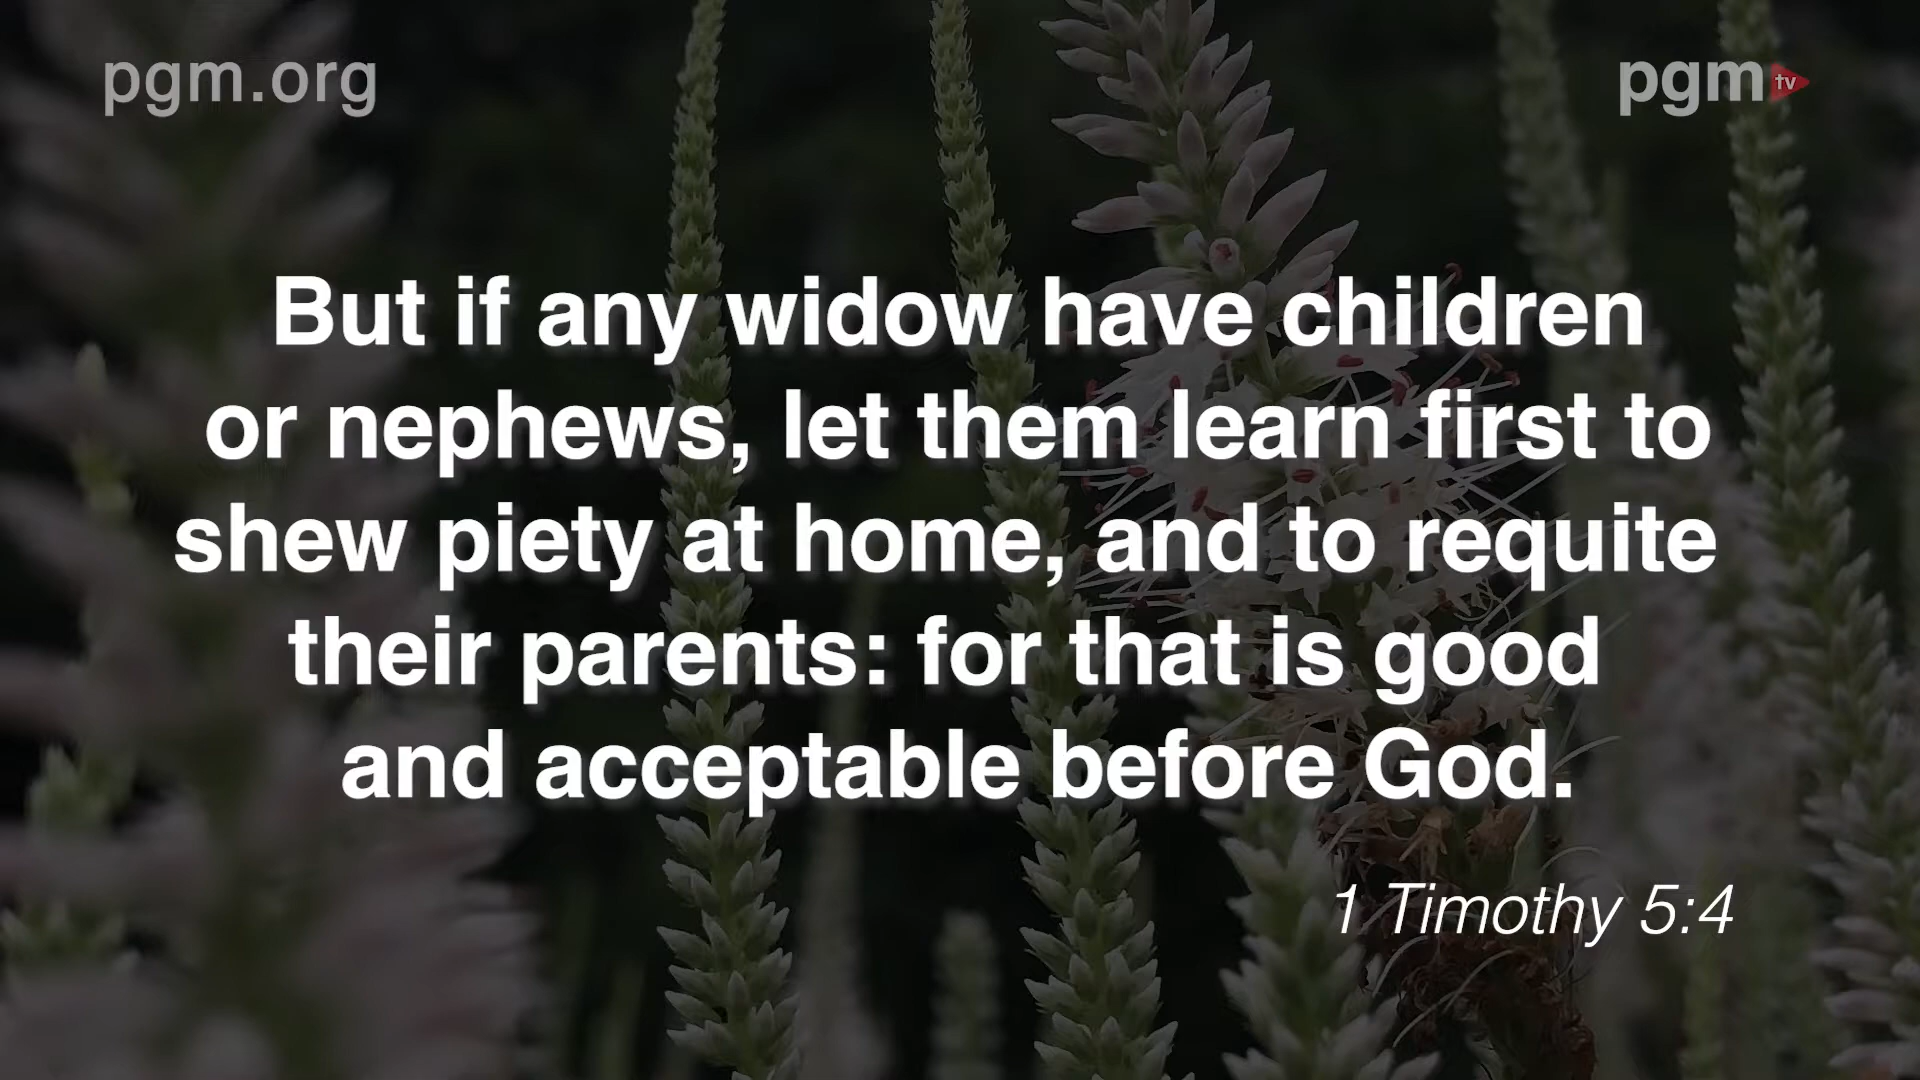 pgm.org
pgm tv
But if any widow have children
or nephews, let them learn first to
shew piety at home, and to requite
their parents: for that is good
and acceptable before God.
1 Timothy 5:4